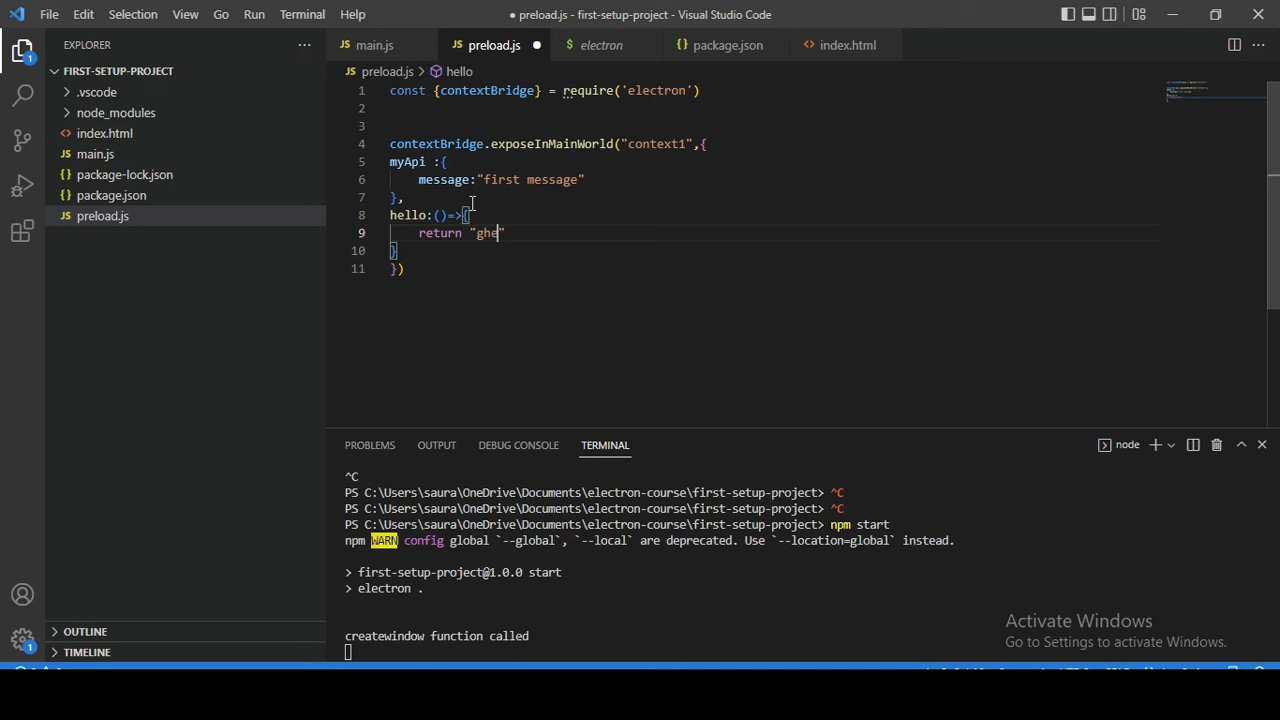 File Edit Selection View Go Run Terminal Help ● preload.js - first-setup-project - Visual Studio Code
EXPLORER
main.js preload.js electron package.json index.html
FIRST-SETUP-PROJECT
preload.js > hello
.vscode
node_modules
index.html
main.js
package-lock.json
package.json
preload.js
1 const {contextBridge} = require('electron')
2
3
4 contextBridge.exposeInMainWorld("context1",{
5 myApi :{
6 message:"first message"
7 },
8 hello:()=>{
9 return "ghe"
10 }
11 })
PROBLEMS OUTPUT DEBUG CONSOLE TERMINAL node
^C
PS C:\Users\saura\OneDrive\Documents\electron-course\first-setup-project> ^C
PS C:\Users\saura\OneDrive\Documents\electron-course\first-setup-project> ^C
PS C:\Users\saura\OneDrive\Documents\electron-course\first-setup-project> npm start
npm WARN config global `--global`, `--local` are deprecated. Use `--location=global` instead.
> first-setup-project@1.0.0 start
> electron .
createwindow function called
OUTLINE
TIMELINE
1
1
Activate Windows
Go to Settings to activate Windows.